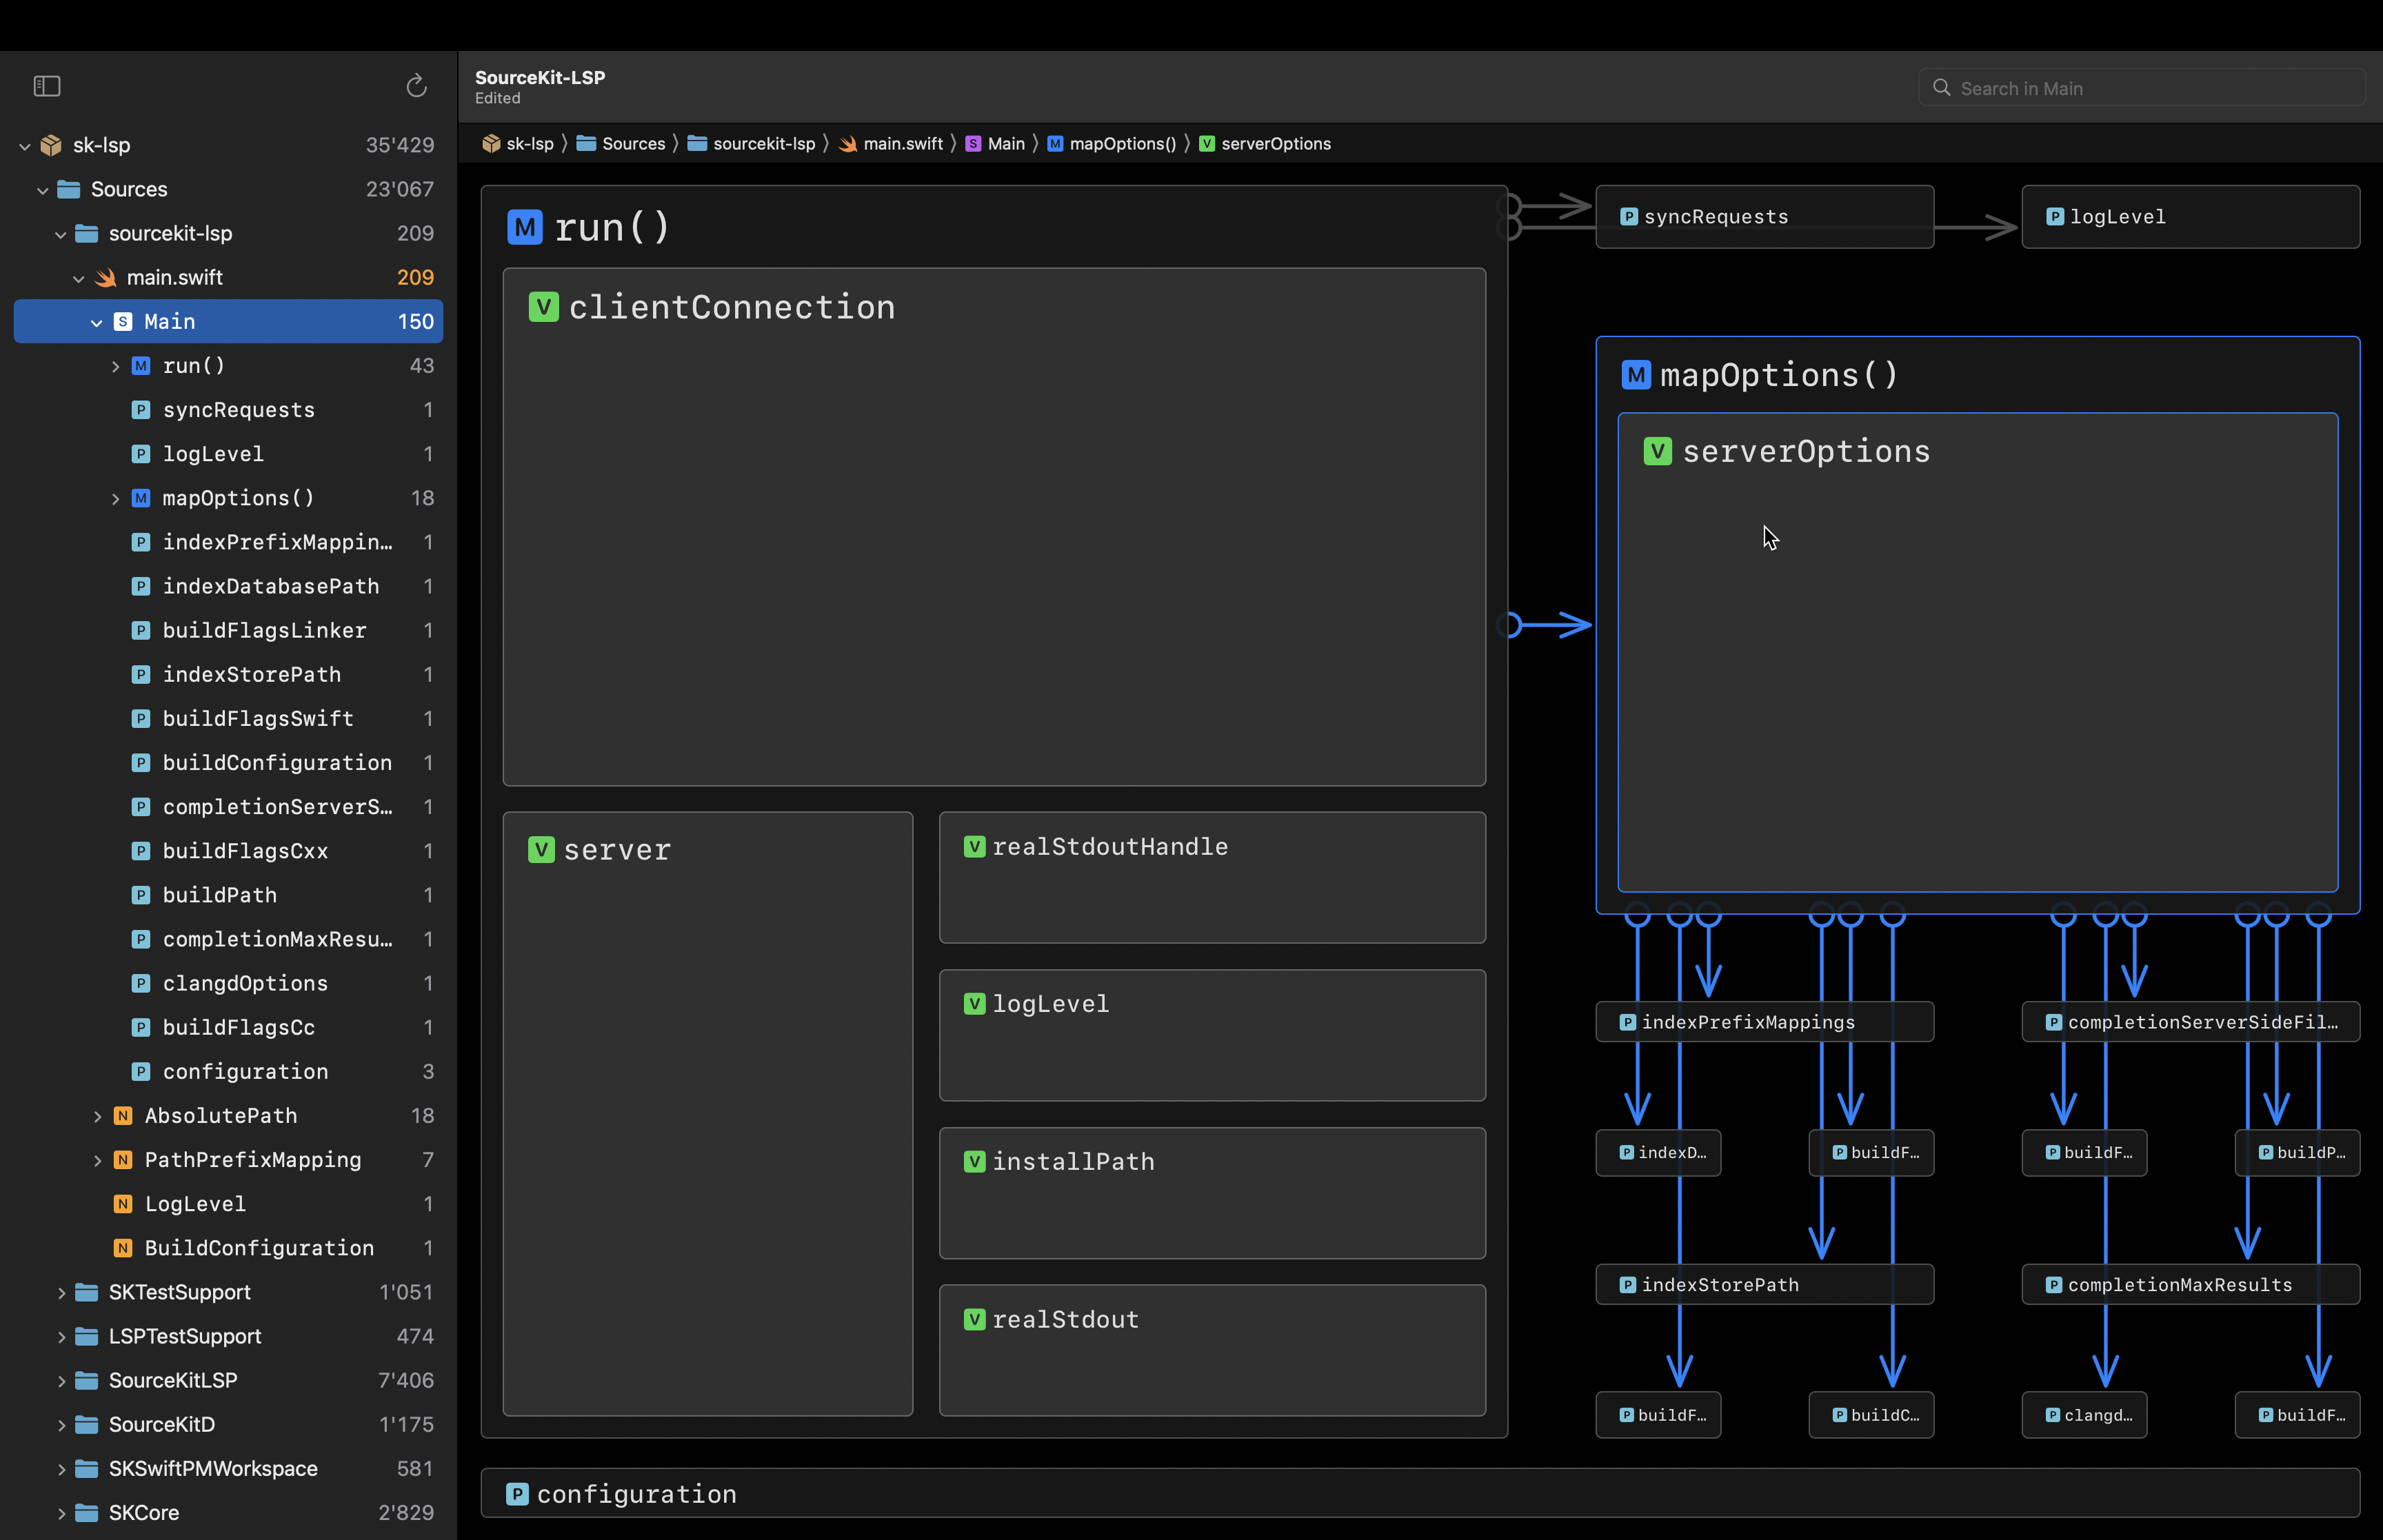 SourceKit-LSP
Edited
Search in Main
sk-lsp 35'429
Sources 23'067
sourcekit-lsp 209
main.swift 209
S Main 150
M run() 43
P syncRequests 1
P logLevel 1
M mapOptions() 18
P indexPrefixMappin… 1
P indexDatabasePath 1
P buildFlagsLinker 1
P indexStorePath 1
P buildFlagsSwift 1
P buildConfiguration 1
P completionServerS… 1
P buildFlagsCxx 1
P buildPath 1
P completionMaxResu… 1
P clangdOptions 1
P buildFlagsCc 1
P configuration 3
N AbsolutePath 18
N PathPrefixMapping 7
N LogLevel 1
N BuildConfiguration 1
SKTestSupport 1'051
LSPTestSupport 474
SourceKitLSP 7'406
SourceKitD 1'175
SKSwiftPMWorkspace 581
SKCore 2'829
sk-lsp Sources sourcekit-lsp main.swift S Main M mapOptions() V serverOptions
M run()
V clientConnection
V server
V realStdoutHandle
V logLevel
V installPath
V realStdout
P syncRequests
P logLevel
M mapOptions()
V serverOptions
P indexPrefixMappings
P completionServerSideFil…
P indexD…
P buildF…
P buildF…
P buildP…
P indexStorePath
P completionMaxResults
P buildF…
P buildC…
P clangd…
P buildF…
P configuration